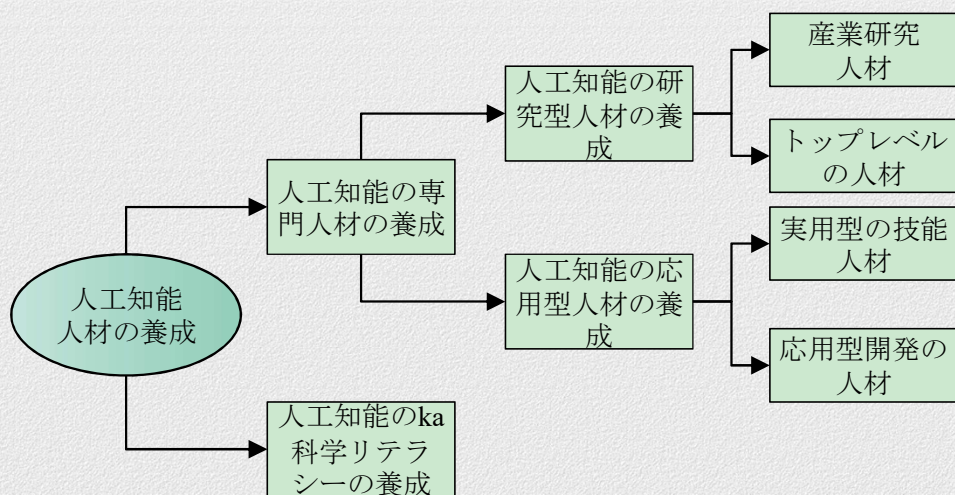 人工知能
人材の養成
人工知能の専
門人材の養成
人工知能のka
科学リテラ
シーの養成
人工知能の研
究型人材の養
成
人工知能の応
用型人材の養
成
産業研究
人材
トップレベル
の人材
実用型の技能
人材
応用型開発の
人材